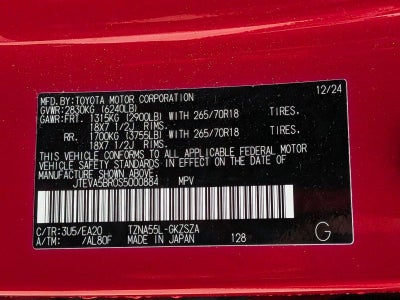 MFD.BY:TOYOTA MOTOR CORPORATION 12/24
GVWR:2830KG (6240LB)
GAWR:FRT. 1315KG (2900LB) WITH 265/70R18 TIRES.
18X7 1/2J RIMS.
RR. 1700KG (3755LB) WITH 265/70R18 TIRES.
18X7 1/2J RIMS.
THIS VEHICLE CONFORMS TO ALL APPLICABLE FEDERAL MOTOR
VEHICLE SAFETY STANDARDS IN EFFECT ON THE DATE OF
MANUFACTURE SHOWN ABOVE.
JTEVA5BR0S5000884 MPV
C/TR:3U5/EA20 TZNA55L-GKZSZA
A/TM: /AL80F MADE IN JAPAN 128 G